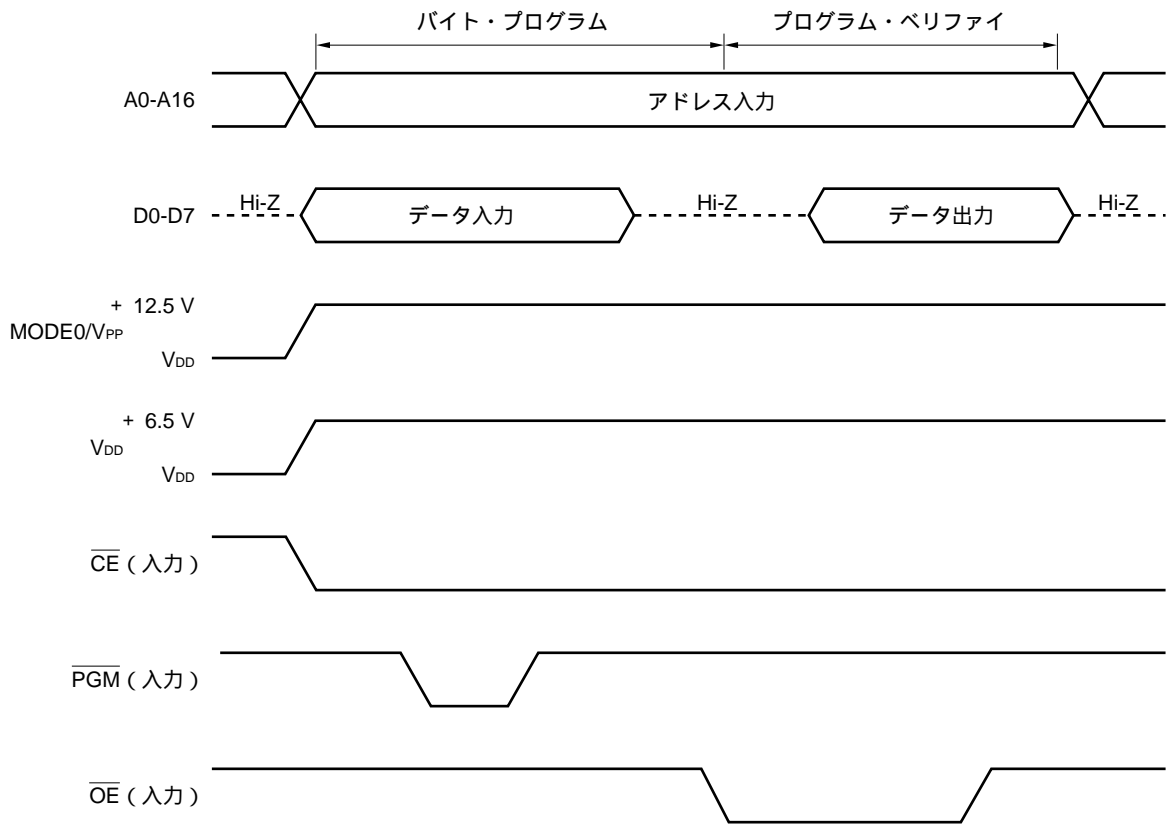 バイト・プログラム プログラム・ベリファイ
A0-A16 アドレス入力
D0-D7 Hi-Z データ入力 Hi-Z データ出力 Hi-Z
+ 12.5 V
MODE0/VPP
VDD
+ 6.5 V
VDD
VDD
CE (入力)
PGM (入力)
OE (入力)